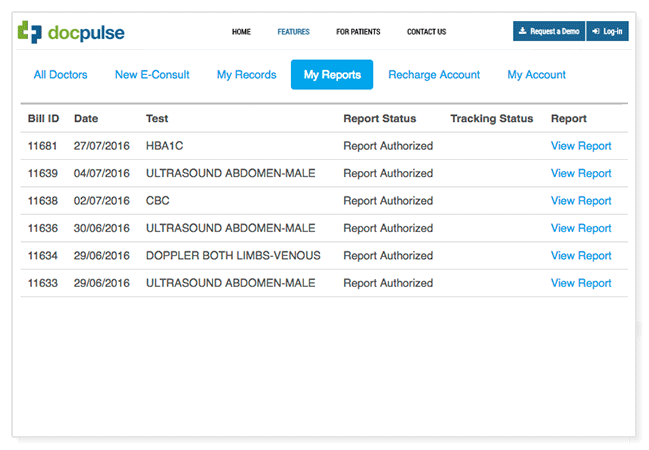 docpulse HOME FEATURES FOR PATIENTS CONTACT US Request a Demo Log-in
All Doctors New E-Consult My Records My Reports Recharge Account My Account
Bill ID Date Test Report Status Tracking Status Report
11681 27/07/2016 HBA1C Report Authorized View Report
11639 04/07/2016 ULTRASOUND ABDOMEN-MALE Report Authorized View Report
11638 02/07/2016 CBC Report Authorized View Report
11636 30/06/2016 ULTRASOUND ABDOMEN-MALE Report Authorized View Report
11634 29/06/2016 DOPPLER BOTH LIMBS-VENOUS Report Authorized View Report
11633 29/06/2016 ULTRASOUND ABDOMEN-MALE Report Authorized View Report